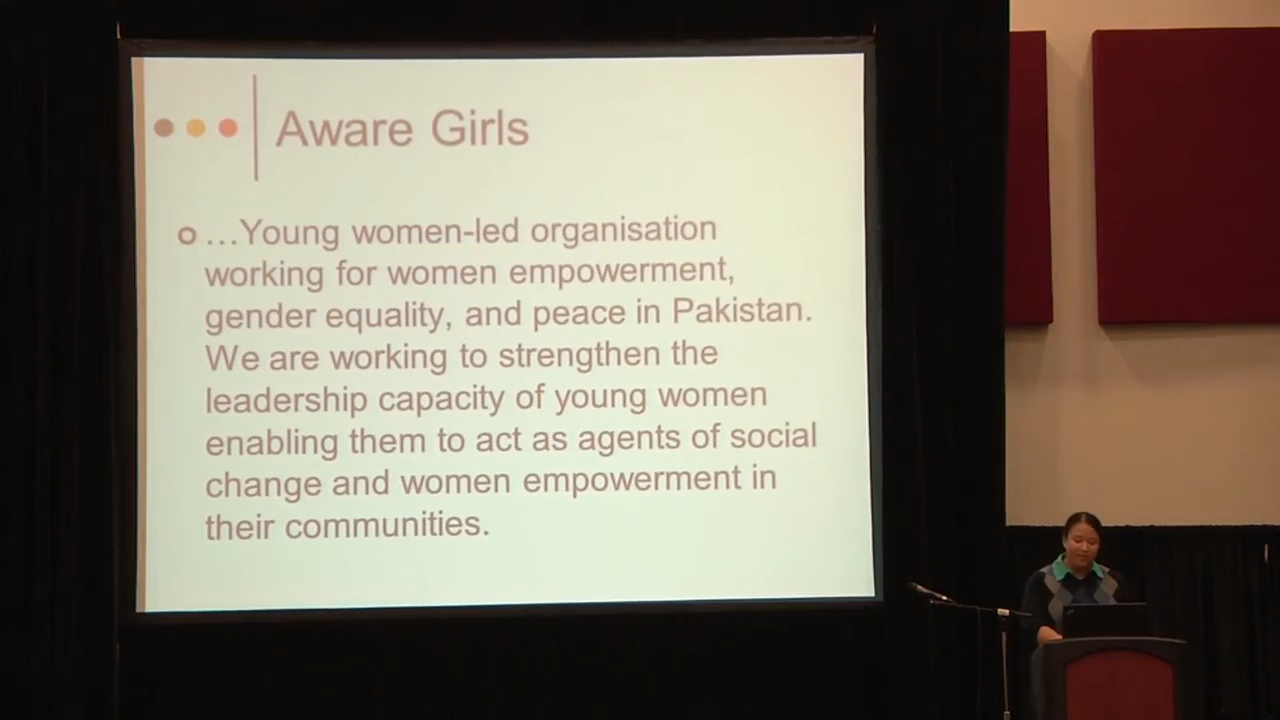 Aware Girls
...Young women-led organisation
working for women empowerment,
gender equality, and peace in Pakistan.
We are working to strengthen the
leadership capacity of young women
enabling them to act as agents of social
change and women empowerment in
their communities.